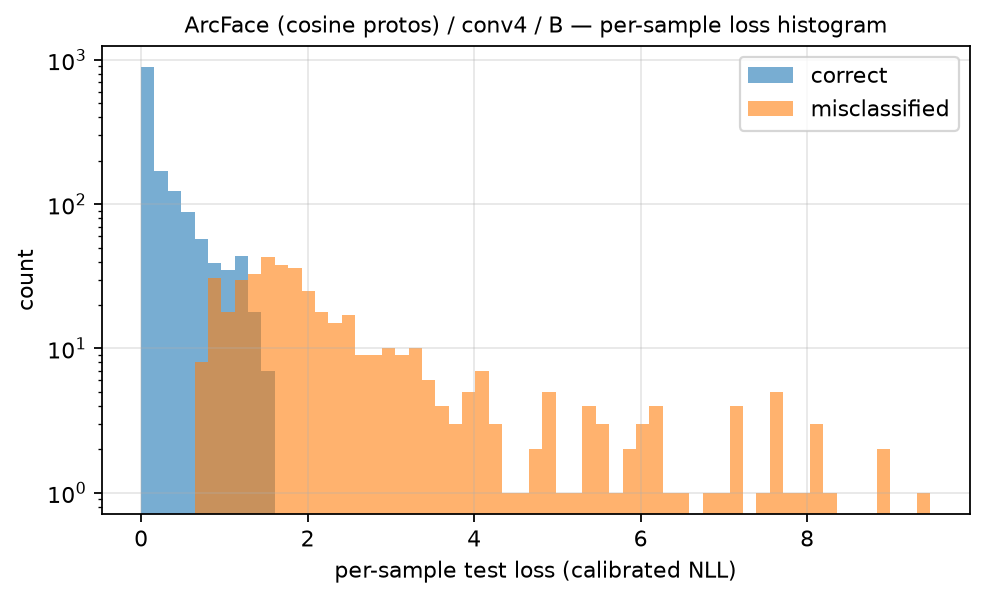 ArcFace (cosine protos) / conv4 / B — per-sample loss histogram
correct
misclassified
count
10³
10²
10¹
10⁰
0 2 4 6 8
per-sample test loss (calibrated NLL)